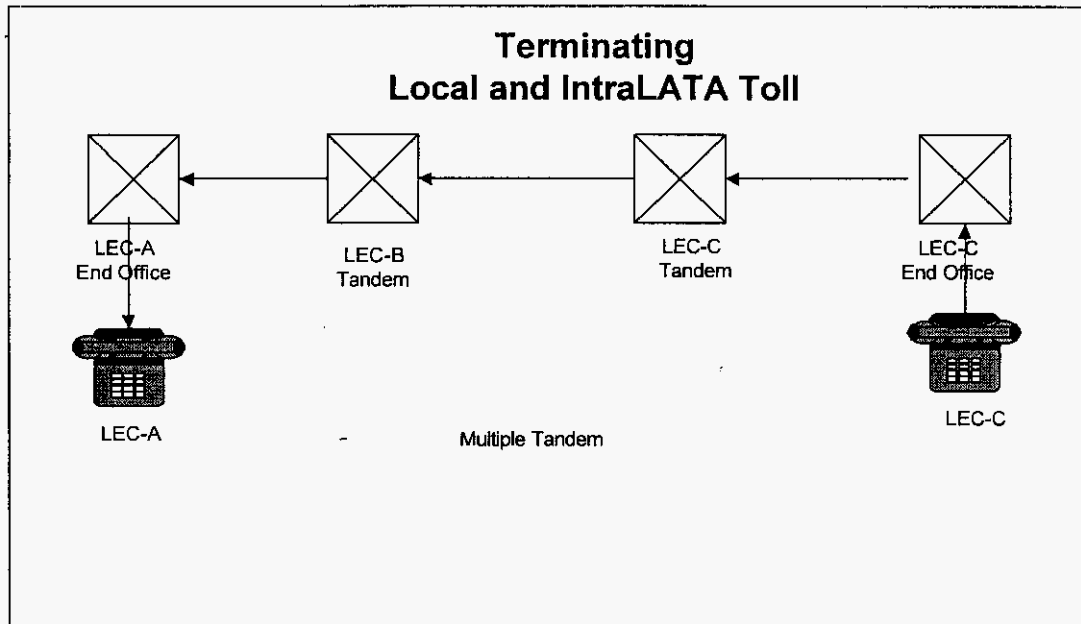 Terminating
Local and IntraLATA Toll
LEC-A
End Office
LEC-B
Tandem
LEC-C
Tandem
LEC-C
End Office
LEC-A
LEC-C
Multiple Tandem